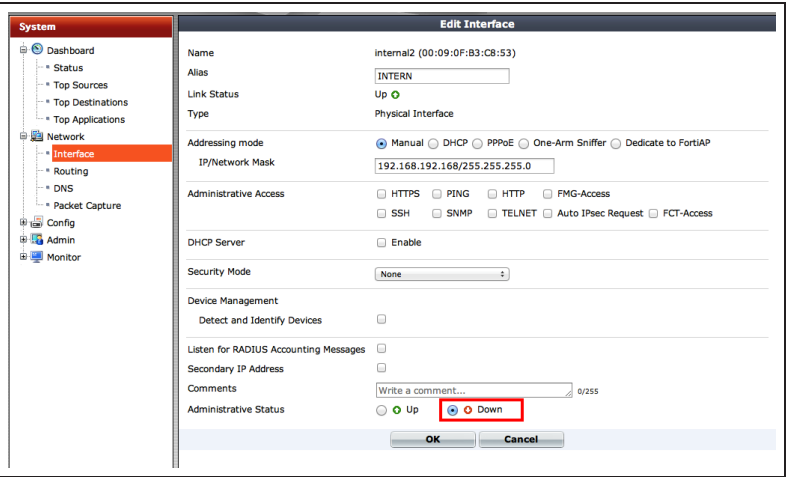 System
Dashboard
Status
Top Sources
Top Destinations
Top Applications
Network
Interface
Routing
DNS
Packet Capture
Config
Admin
Monitor
Edit Interface
Name internal2 (00:09:0F:B3:C8:53)
Alias INTERN
Link Status Up
Type Physical Interface
Addressing mode Manual DHCP PPPoE One-Arm Sniffer Dedicate to FortiAP
IP/Network Mask 192.168.192.168/255.255.255.0
Administrative Access HTTPS PING HTTP FMG-Access
SSH SNMP TELNET Auto IPsec Request FCT-Access
DHCP Server Enable
Security Mode None
Device Management
Detect and Identify Devices
Listen for RADIUS Accounting Messages
Secondary IP Address
Comments Write a comment... 0/255
Administrative Status Up Down
OK Cancel